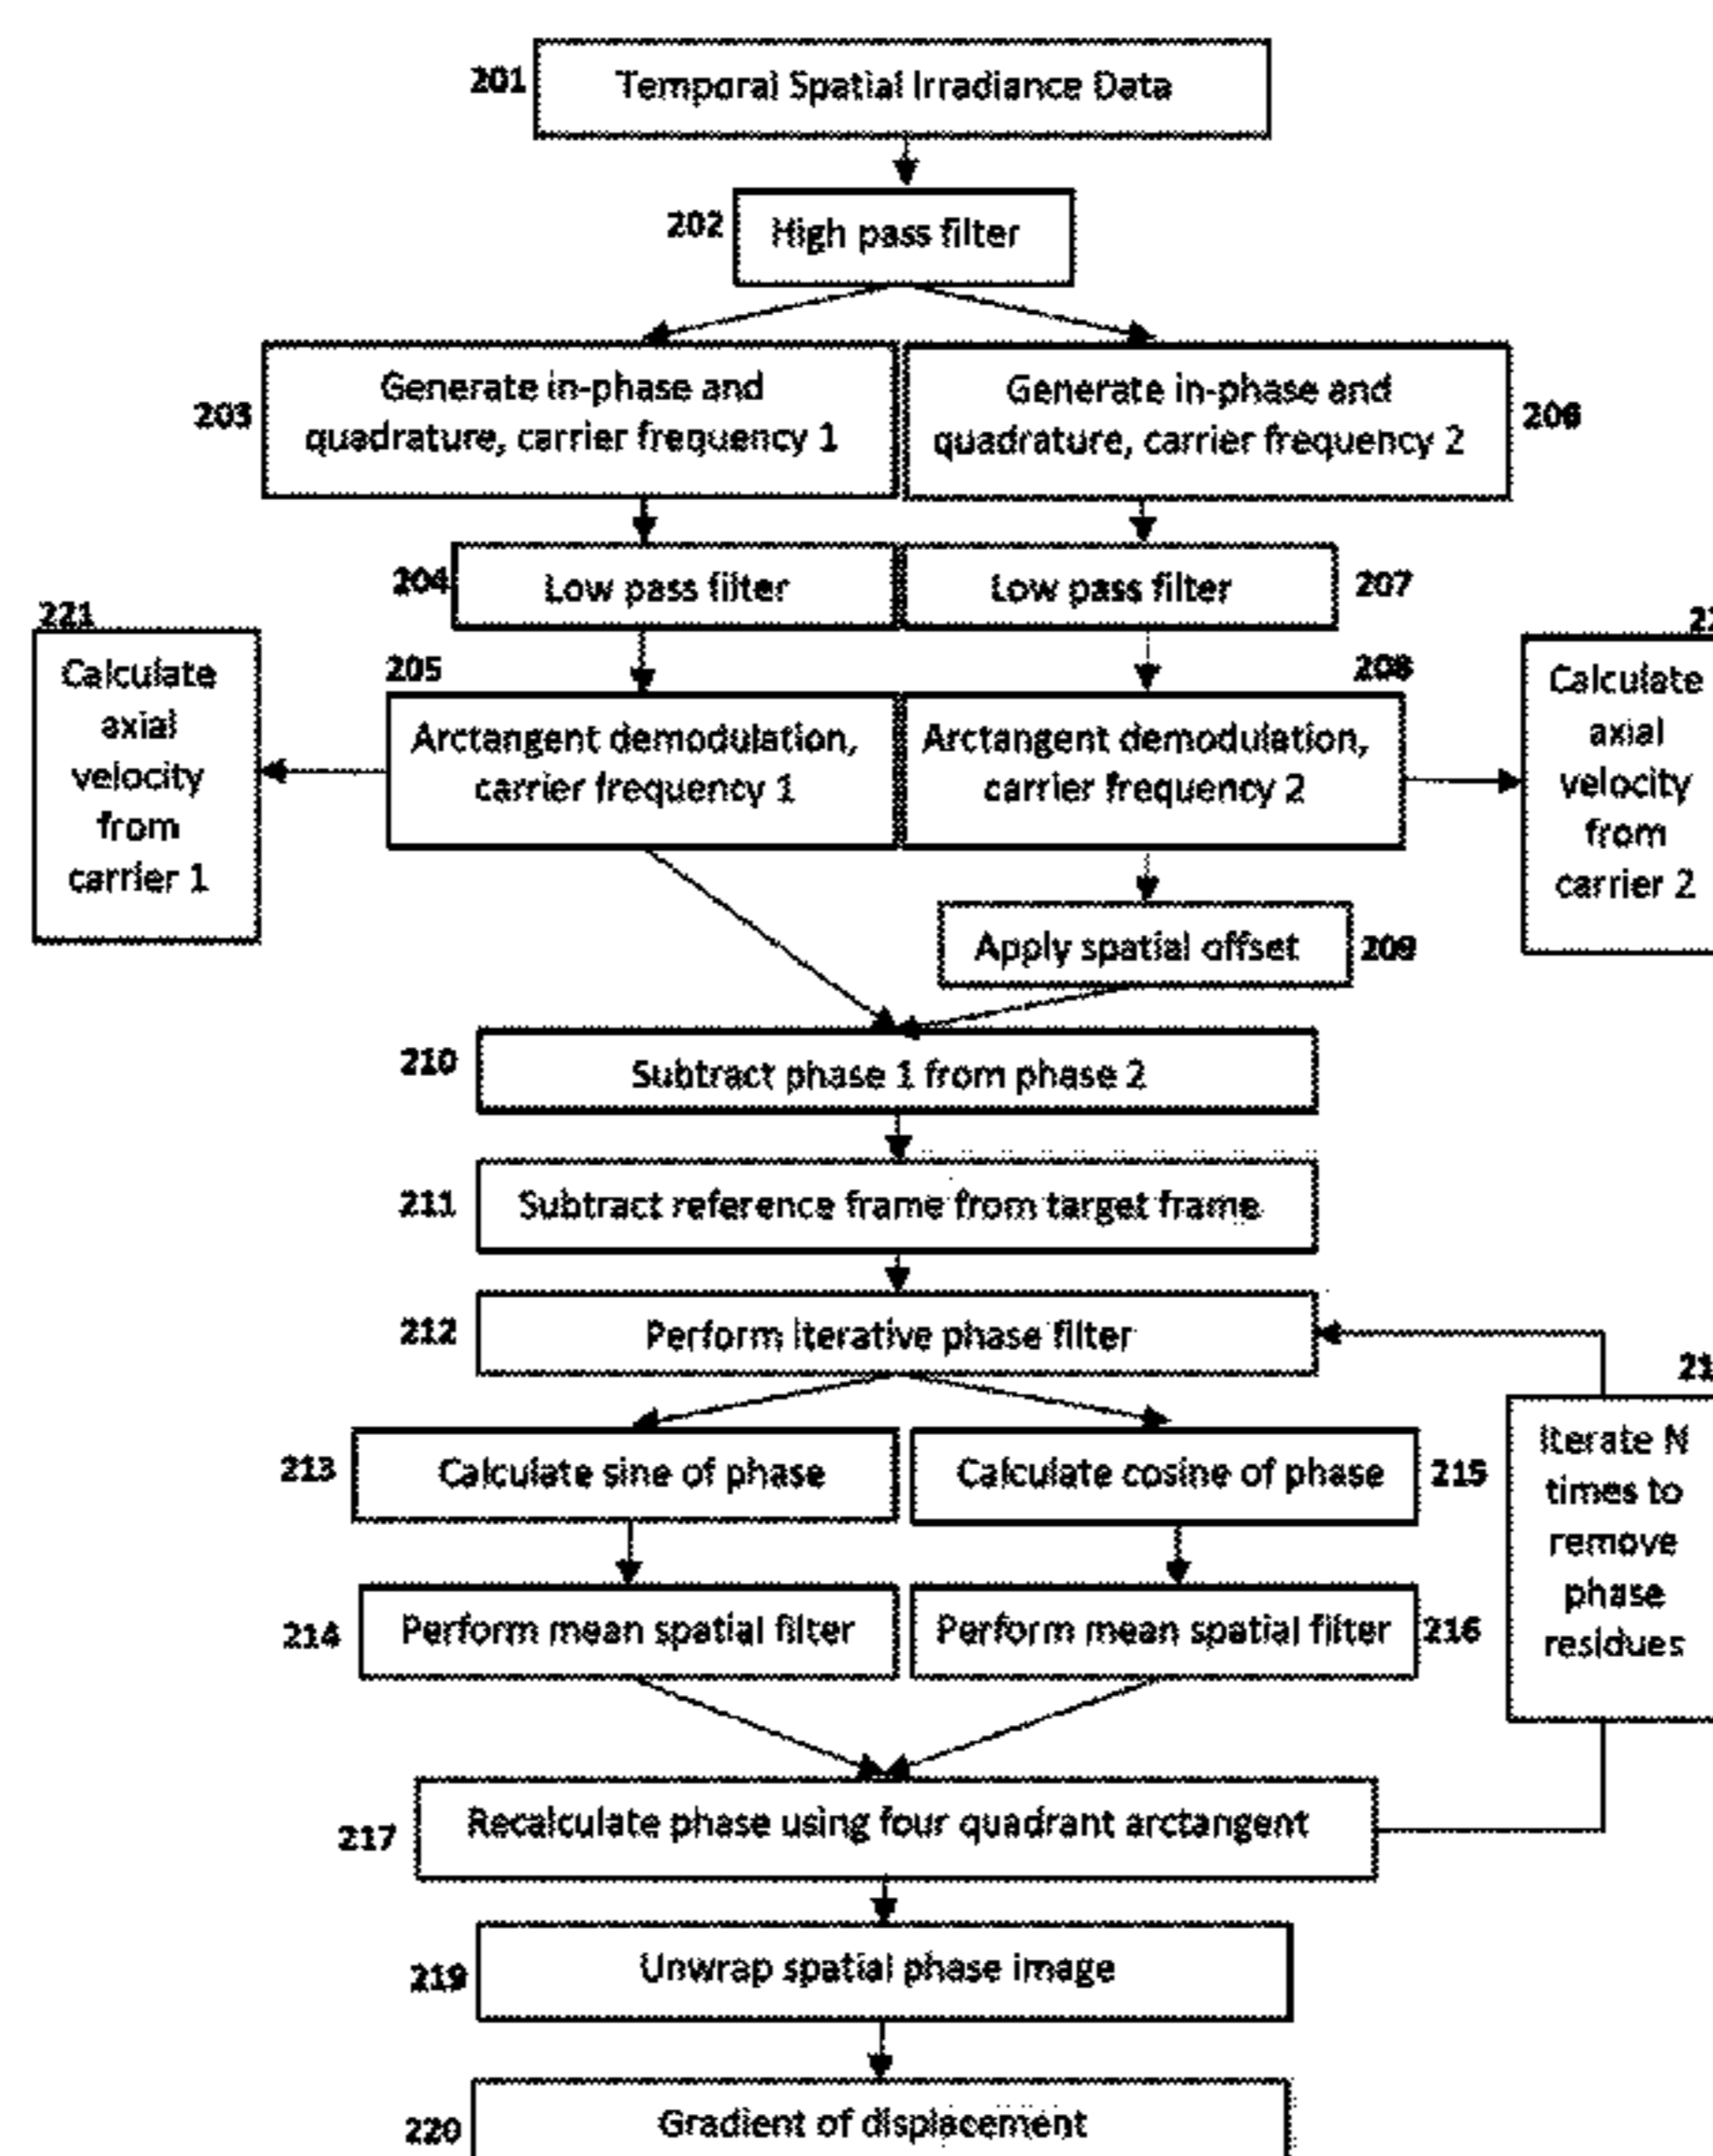 201
Temporal Spatial Irradiance Data
202
High pass filter
203
Generate in-phase and
quadrature, carrier frequency 1
Generate in-phase and
quadrature, carrier frequency 2
206
204
Low pass filter
Low pass filter
207
221
Calculate
axial
velocity
from
carrier 1
205
Arctangent demodulation,
carrier frequency 1
208
Arctangent demodulation,
carrier frequency 2
Calculate
axial
velocity
from
carrier 2
Apply spatial offset
209
210
Subtract phase 1 from phase 2
211
Subtract reference frame from target frame
212
Perform iterative phase filter
213
Calculate sine of phase
Calculate cosine of phase
215
Iterate N
times to
remove
phase
residues
214
Perform mean spatial filter
Perform mean spatial filter
216
217
Recalculate phase using four quadrant arctangent
219
Unwrap spatial phase image
220
Gradient of displacement